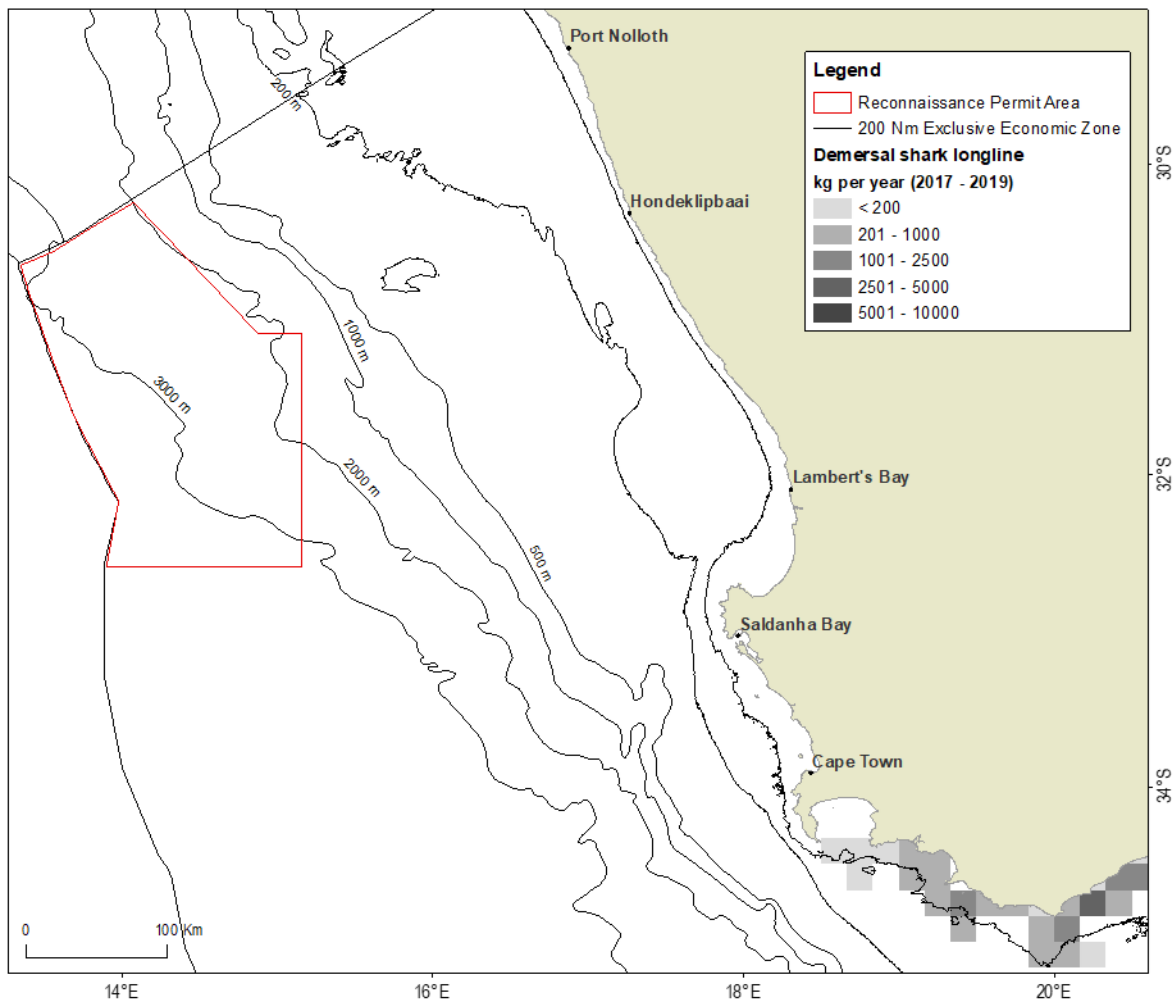 Port Nolloth
Legend
Reconnaissance Permit Area
200 Nm Exclusive Economic Zone
Demersal shark longline
kg per year (2017 - 2019)
< 200
201 - 1000
1001 - 2500
2501 - 5000
5001 - 10000
200 m
30°S
Hondeklipbaai
1000 m
3000 m
2000 m
32°S
Lambert's Bay
500 m
Saldanha Bay
Cape Town
34°S
0 100 Km
14°E 16°E 18°E 20°E